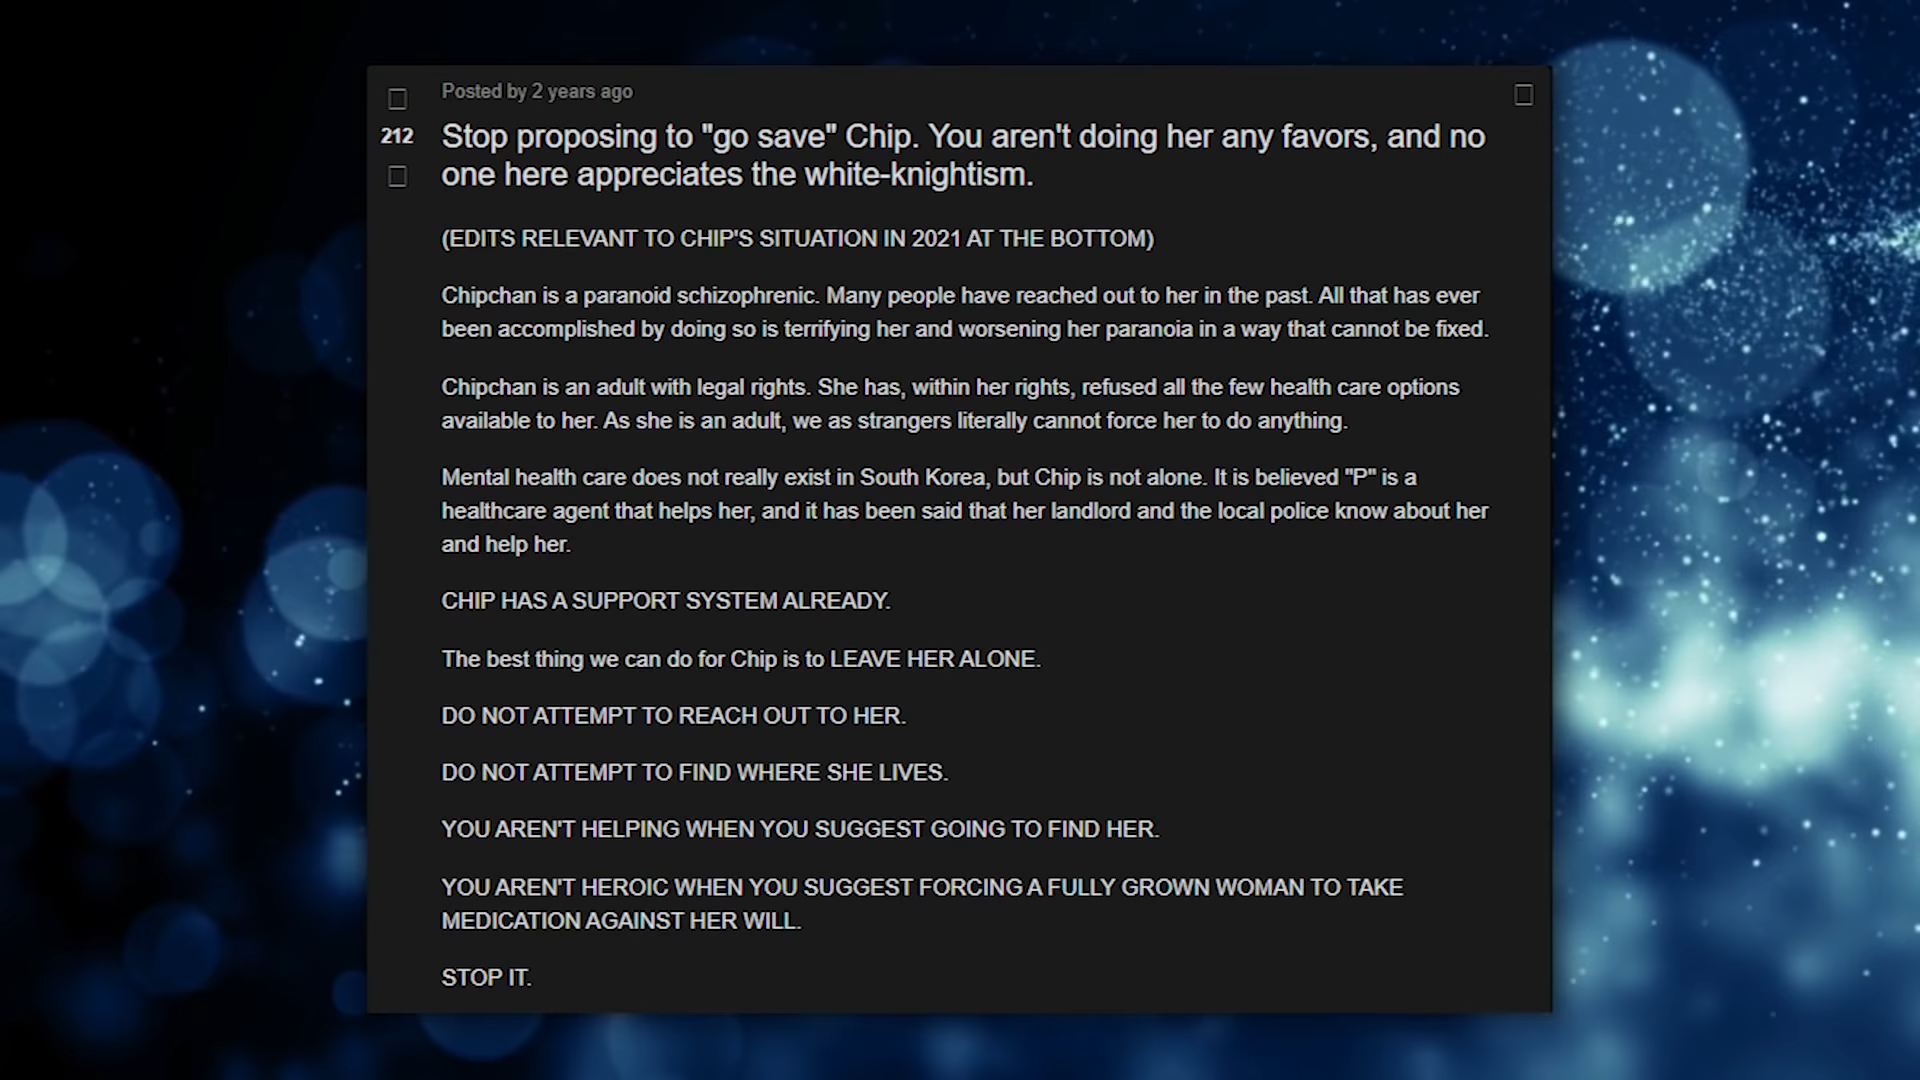 Posted by 2 years ago
212
Stop proposing to "go save" Chip. You aren't doing her any favors, and no
one here appreciates the white-knightism.
(EDITS RELEVANT TO CHIP'S SITUATION IN 2021 AT THE BOTTOM)
Chipchan is a paranoid schizophrenic. Many people have reached out to her in the past. All that has ever
been accomplished by doing so is terrifying her and worsening her paranoia in a way that cannot be fixed.
Chipchan is an adult with legal rights. She has, within her rights, refused all the few health care options
available to her. As she is an adult, we as strangers literally cannot force her to do anything.
Mental health care does not really exist in South Korea, but Chip is not alone. It is believed "P" is a
healthcare agent that helps her, and it has been said that her landlord and the local police know about her
and help her.
CHIP HAS A SUPPORT SYSTEM ALREADY.
The best thing we can do for Chip is to LEAVE HER ALONE.
DO NOT ATTEMPT TO REACH OUT TO HER.
DO NOT ATTEMPT TO FIND WHERE SHE LIVES.
YOU AREN'T HELPING WHEN YOU SUGGEST GOING TO FIND HER.
YOU AREN'T HEROIC WHEN YOU SUGGEST FORCING A FULLY GROWN WOMAN TO TAKE
MEDICATION AGAINST HER WILL.
STOP IT.